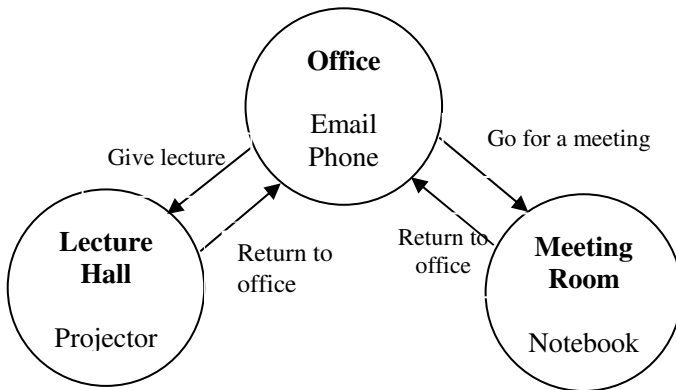 Office
Email
Phone
Give lecture
Go for a meeting
Lecture
Hall
Projector
Return to
office
Return to
office
Meeting
Room
Notebook